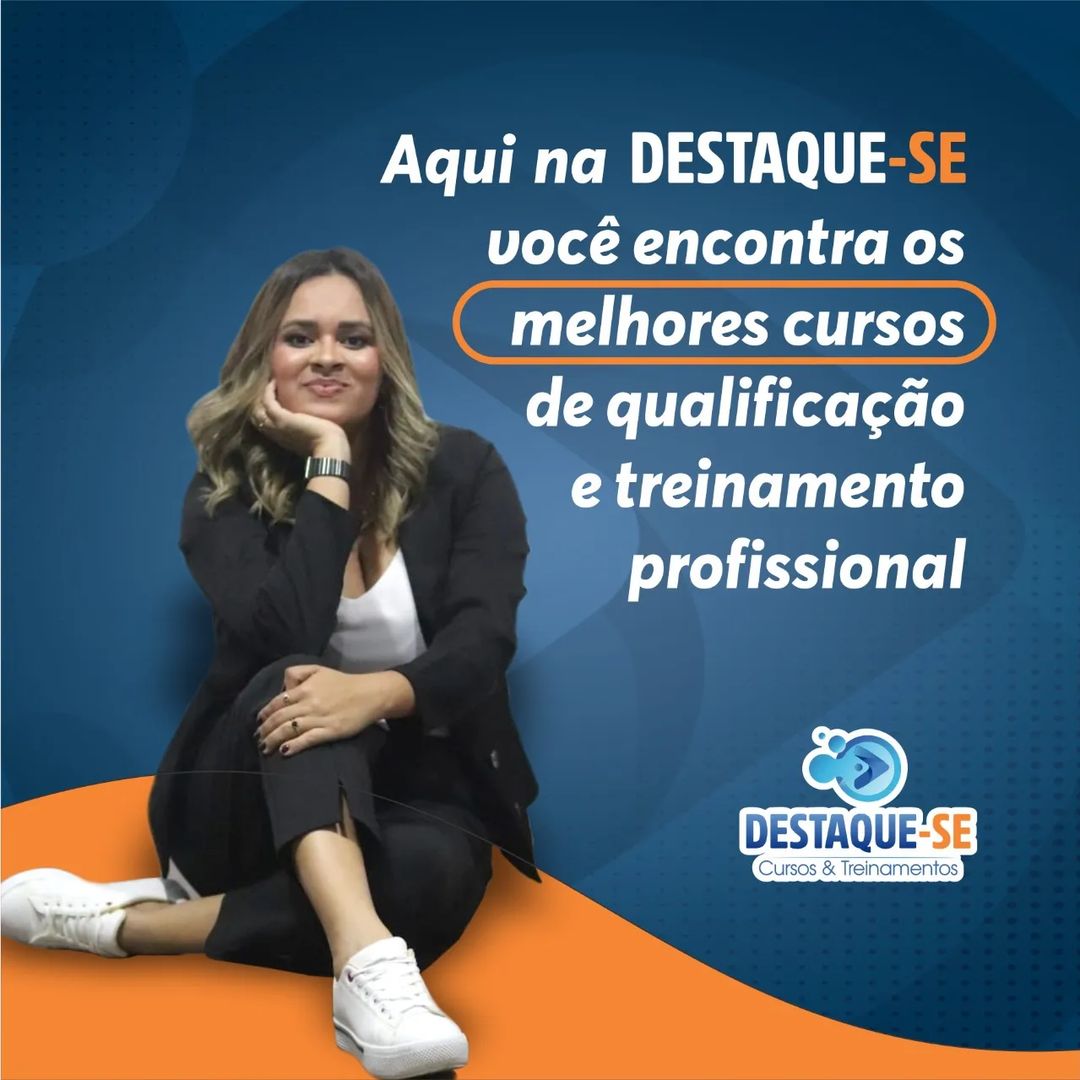 Aqui na DESTAQUE-SE
você encontra os
melhores cursos
de qualificação
e treinamento
profissional
DESTAQUE-SE
Cursos & Treinamentos